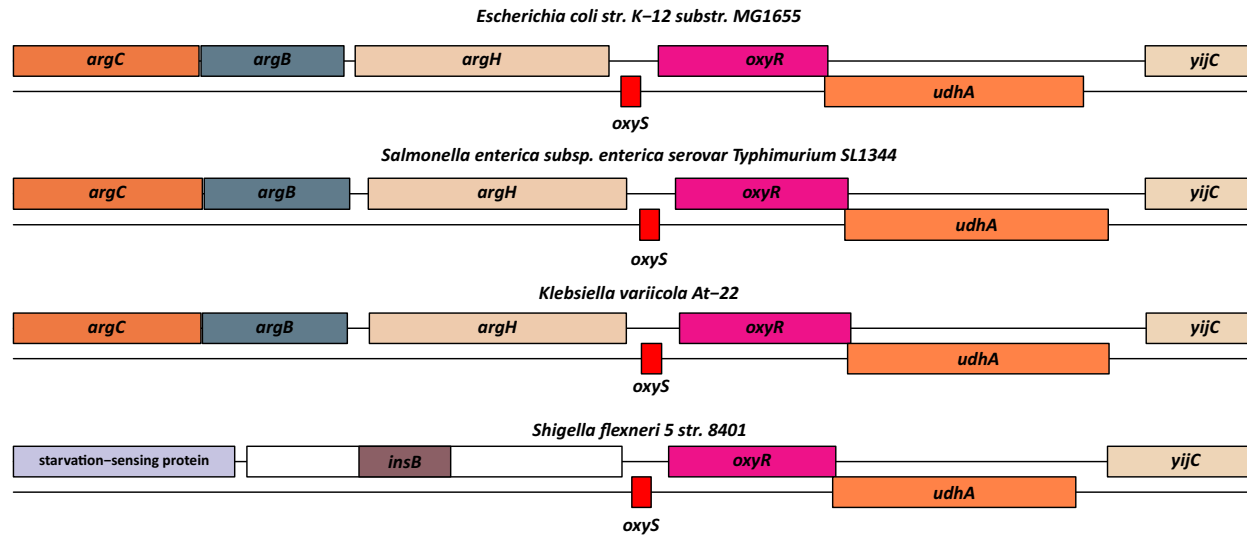 Escherichia coli str. K−12 substr. MG1655
argC argB argH oxyR yijC
oxyS udhA
Salmonella enterica subsp. enterica serovar Typhimurium SL1344
argC argB argH oxyR yijC
oxyS udhA
Klebsiella variicola At−22
argC argB argH oxyR yijC
oxyS udhA
Shigella flexneri 5 str. 8401
starvation−sensing protein insB oxyR yijC
oxyS udhA